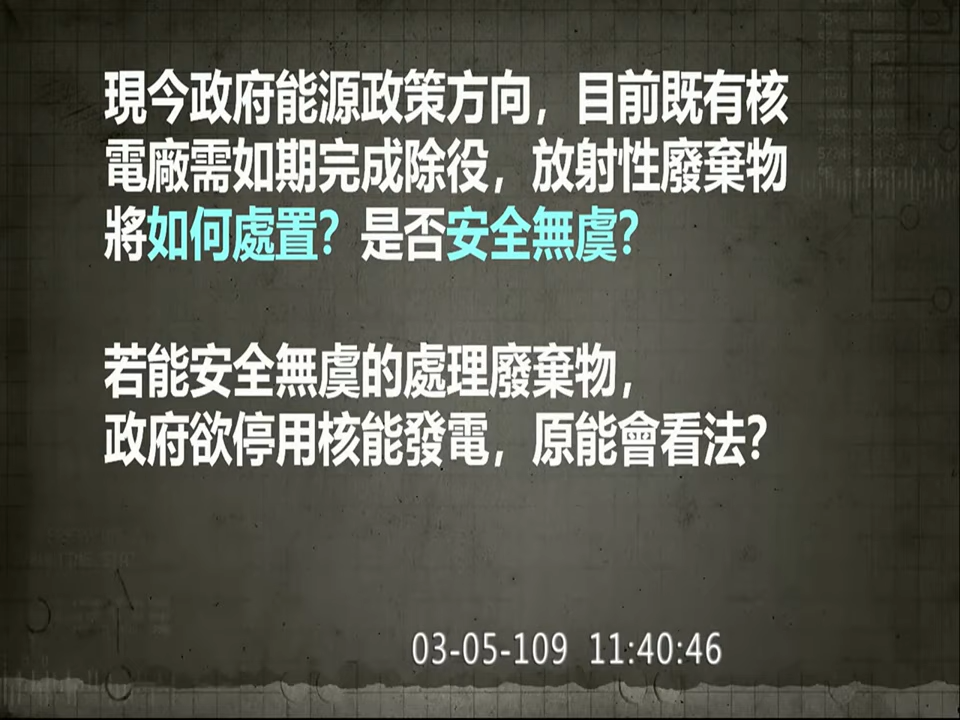 現今政府能源政策方向，目前既有核
電廠需如期完成除役，放射性廢棄物
將如何處置？是否安全無虞？
若能安全無虞的處理廢棄物，
政府欲停用核能發電，原能會看法？
03-05-109 11:40:46